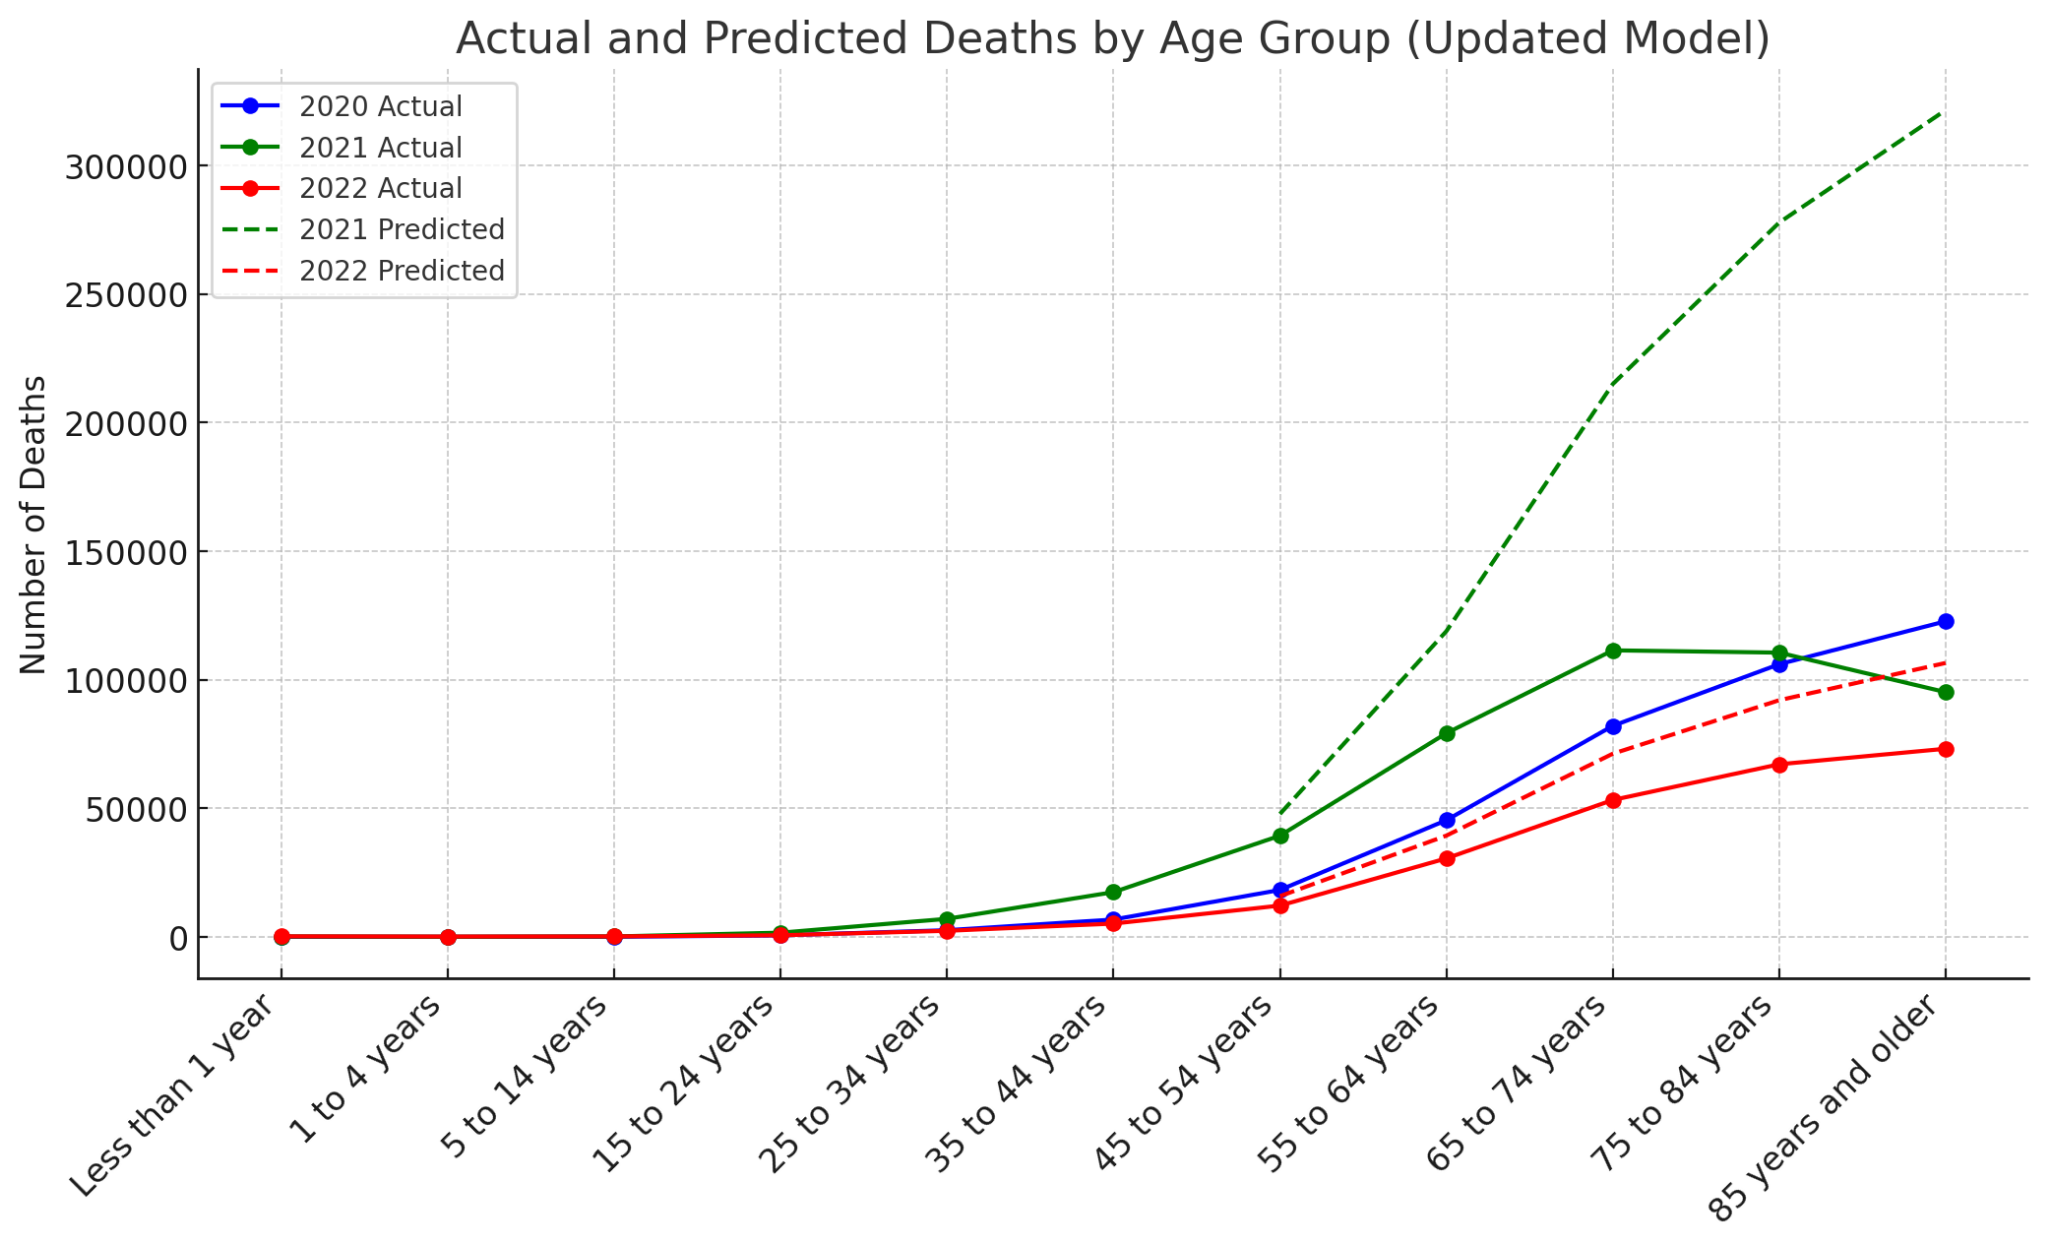 Actual and Predicted Deaths by Age Group (Updated Model)
2020 Actual
2021 Actual
2022 Actual
2021 Predicted
2022 Predicted
Number of Deaths
300000
250000
200000
150000
100000
50000
0
Less than 1 year
1 to 4 years
5 to 14 years
15 to 24 years
25 to 34 years
35 to 44 years
45 to 54 years
55 to 64 years
65 to 74 years
75 to 84 years
85 years and older